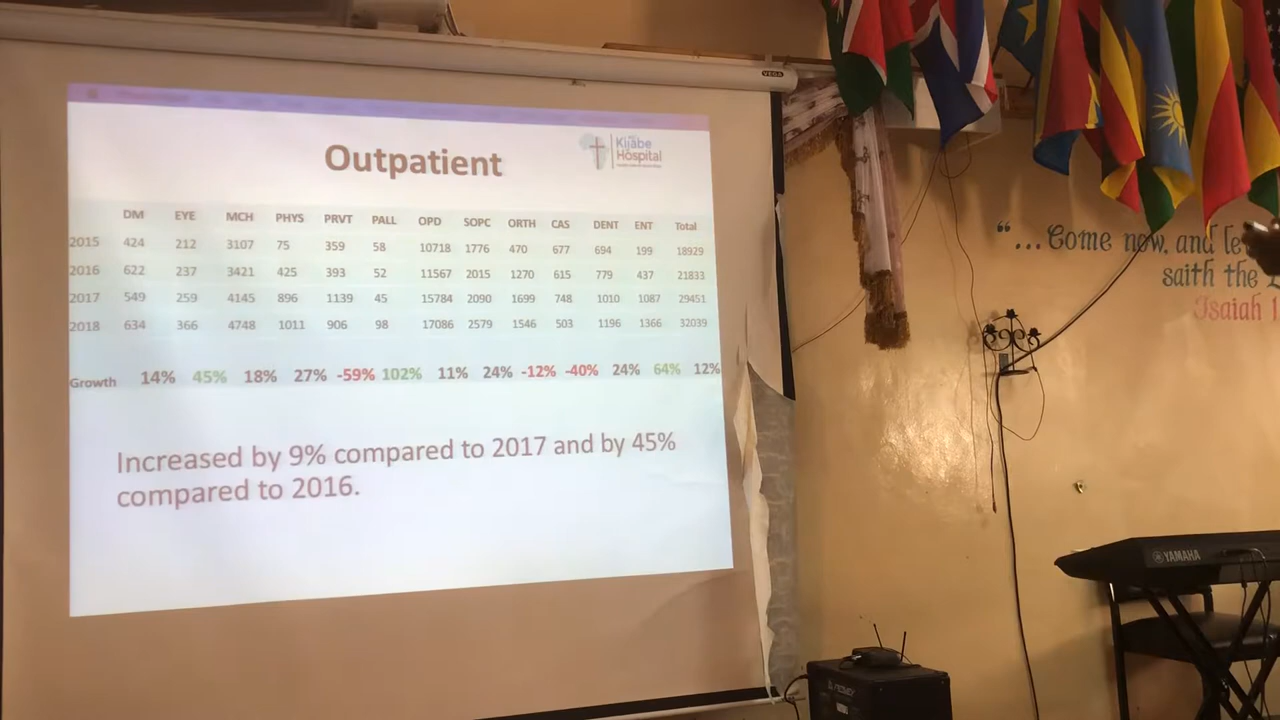 VEGA
Outpatient
Kijabe
Hospital
DM EYE MCH PHYS PRVT PALL OPD SOPC ORTH CAS DENT ENT Total
2015 424 212 3107 75 359 58 10718 1776 470 677 694 199 18929
2016 622 237 3421 425 393 52 11567 2015 1270 615 779 437 21833
2017 549 259 4145 896 1139 45 15784 2090 1699 748 1010 1087 29451
2018 634 366 4748 1011 906 98 17086 2579 1546 503 1196 1366 32039
Growth 14% 45% 18% 27% -59% 102% 11% 24% -12% -40% 24% 64% 12%
Increased by 9% compared to 2017 and by 45%
compared to 2016.
“...Come now, and le
saith the
Isaiah 1
YAMAHA